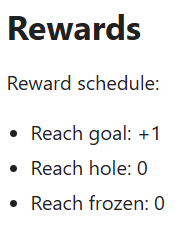 Rewards
Reward schedule:
• Reach goal: +1
• Reach hole: 0
• Reach frozen: 0